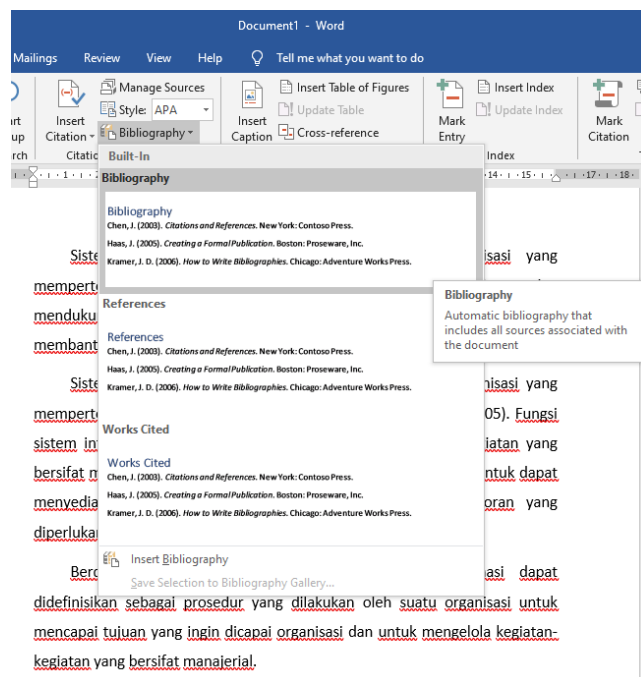 Document1 - Word
Mailings Review View Help Tell me what you want to do
Manage Sources Insert Table of Figures Insert Index
Style: APA Update Table Update Index
Insert Citation Bibliography Insert Caption Cross-reference Mark Entry Mark Citation
Index
Built-In
14 15 17 18
Bibliography
Bibliography
Chen, J. (2003). Citations and References. New York: Contoso Press.
Haas, J. (2005). Creating a Formal Publication. Boston: Proseware, Inc.
Kramer, J. D. (2006). How to Write Bibliographies. Chicago: Adventure Works Press.
References
References
Chen, J. (2003). Citations and References. New York: Contoso Press.
Haas, J. (2005). Creating a Formal Publication. Boston: Proseware, Inc.
Kramer, J. D. (2006). How to Write Bibliographies. Chicago: Adventure Works Press.
Works Cited
Works Cited
Chen, J. (2003). Citations and References. New York: Contoso Press.
Haas, J. (2005). Creating a Formal Publication. Boston: Proseware, Inc.
Kramer, J. D. (2006). How to Write Bibliographies. Chicago: Adventure Works Press.
Insert Bibliography
Save Selection to Bibliography Gallery...
Bibliography
Automatic bibliography that
includes all sources associated with
the document
Siste isasi yang
memperte
menduku
membant
Siste nisasi yang
memperte 05). Fungsi
sistem in iatan yang
bersifat m ntuk dapat
menyedia oran yang
diperluka
Berd asi dapat
didefinisikan sebagai prosedur yang dilakukan oleh suatu organisasi untuk
mencapai tujuan yang ingin dicapai organisasi dan untuk mengelola kegiatan-
kegiatan yang bersifat manajerial.